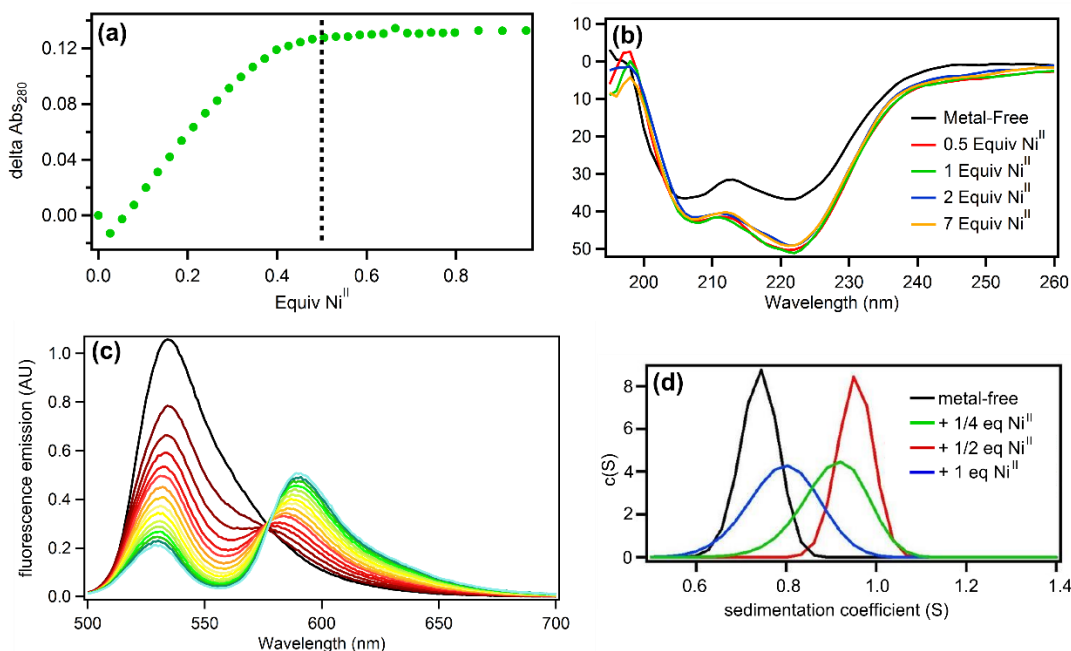 (a)
delta Abs280
0.12
0.08
0.04
0.00
0.0 0.2 0.4 0.6 0.8
Equiv NiII
(b)
10
0
10
20
30
40
50
Metal-Free
0.5 Equiv NiII
1 Equiv NiII
2 Equiv NiII
7 Equiv NiII
200 210 220 230 240 250 260
Wavelength (nm)
(c)
fluorescence emission (AU)
1.0
0.8
0.6
0.4
0.2
0.0
500 550 600 650 700
Wavelength (nm)
(d)
c(S)
8
6
4
2
0
metal-free
+ 1/4 eq NiII
+ 1/2 eq NiII
+ 1 eq NiII
0.6 0.8 1.0 1.2 1.4
sedimentation coefficient (S)